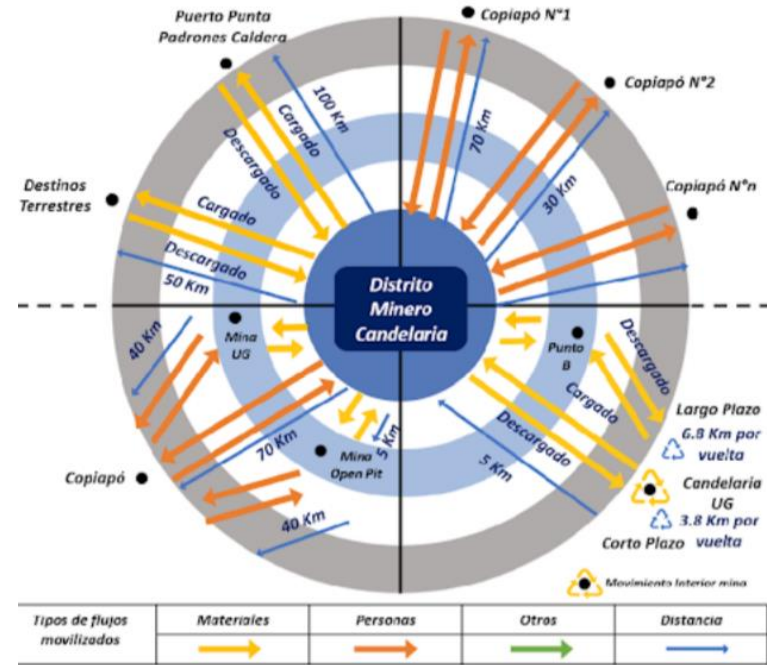 Puerto Punta
Padrones Caldera
Copiapó N°1
Copiapó N°2
Copiapó N°n
Destinos
Terrestres
100 Km
Cargado
Descargado
70 Km
30 Km
Cargado
Descargado
50 Km
Distrito
Minero
Candelaria
40 Km
Mina
UG
Punto
B
Descargado
Cargado
Descargado
Largo Plazo
6.8 Km por
vuelta
Candelaria
UG
3.8 Km por
vuelta
Corto Plazo
Copiapó
70 Km
5 Km
Mina
Open Pit
5 Km
40 Km
Movimiento interior mina
Tipos de flujos
movilizados
Materiales
Personas
Otros
Distancia